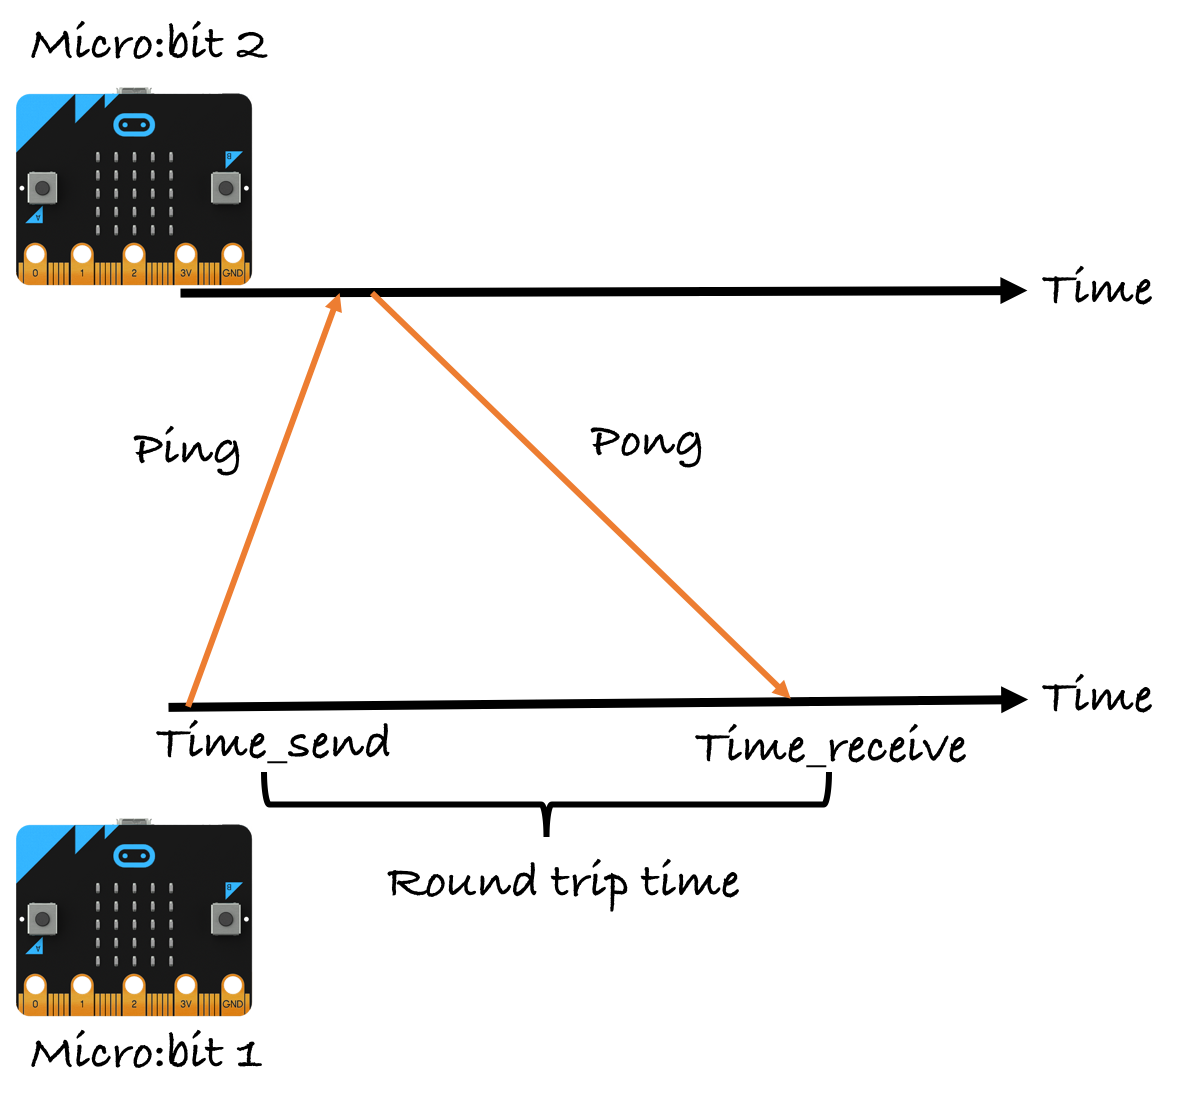 Micro:bit 2
B
A
0 1 2 3V GND
Time
Ping
Pong
Time
Time_send
Time_receive
Round trip time
B
A
0 1 2 3V GND
Micro:bit 1